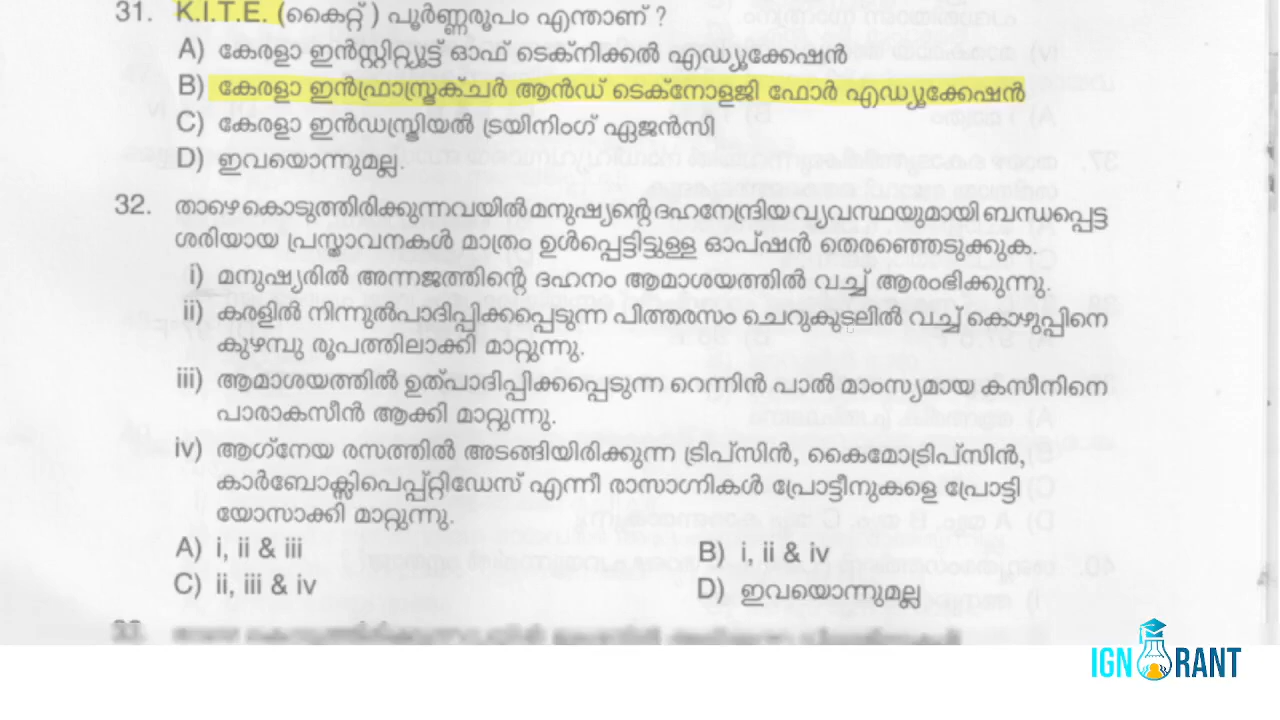 31. K.I.T.E. (കൈറ്റ് ) പൂർണ്ണരൂപം എന്താണ് ?
A) കേരളാ ഇൻസ്റ്റിറ്റ്യൂട്ട് ഓഫ് ടെക്നിക്കൽ എഡ്യൂക്കേഷൻ
B) കേരളാ ഇൻഫ്രാസ്ട്രക്ചർ ആൻഡ് ടെക്നോളജി ഫോർ എഡ്യൂക്കേഷൻ
C) കേരളാ ഇൻഡസ്ട്രിയൽ ട്രയിനിംഗ് ഏജൻസി
D) ഇവയൊന്നുമല്ല.
32. താഴെ കൊടുത്തിരിക്കുന്നവയിൽ മനുഷ്യന്റെ ദഹനേന്ദ്രിയ വ്യവസ്ഥയുമായി ബന്ധപ്പെട്ട
ശരിയായ പ്രസ്താവനകൾ മാത്രം ഉൾപ്പെട്ടിട്ടുള്ള ഓപ്ഷൻ തെരഞ്ഞെടുക്കുക.
i) മനുഷ്യരിൽ അന്നജത്തിന്റെ ദഹനം ആമാശയത്തിൽ വച്ച് ആരംഭിക്കുന്നു.
ii) കരളിൽ നിന്നുൽപാദിപ്പിക്കപ്പെടുന്ന പിത്തരസം ചെറുകുടലിൽ വച്ച് കൊഴുപ്പിനെ
കുഴമ്പു രൂപത്തിലാക്കി മാറ്റുന്നു.
iii) ആമാശയത്തിൽ ഉത്പാദിപ്പിക്കപ്പെടുന്ന റെന്നിൻ പാൽ മാംസ്യമായ കസീനിനെ
പാരാകസീൻ ആക്കി മാറ്റുന്നു.
iv) ആഗ്നേയ രസത്തിൽ അടങ്ങിയിരിക്കുന്ന ട്രിപ്സിൻ, കൈമോട്രിപ്സിൻ,
കാർബോക്സിപെപ്പ്റ്റിഡേസ് എന്നീ രാസാഗ്നികൾ പ്രോട്ടീനുകളെ പ്രോട്ടി
യോസാക്കി മാറ്റുന്നു.
A) i, ii & iii
B) i, ii & iv
C) ii, iii & iv
D) ഇവയൊന്നുമല്ല
33.
IGNORANT